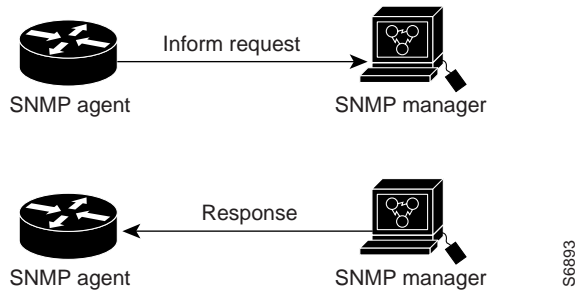 Inform request
SNMP agent
SNMP manager
Response
SNMP agent
SNMP manager
S6893